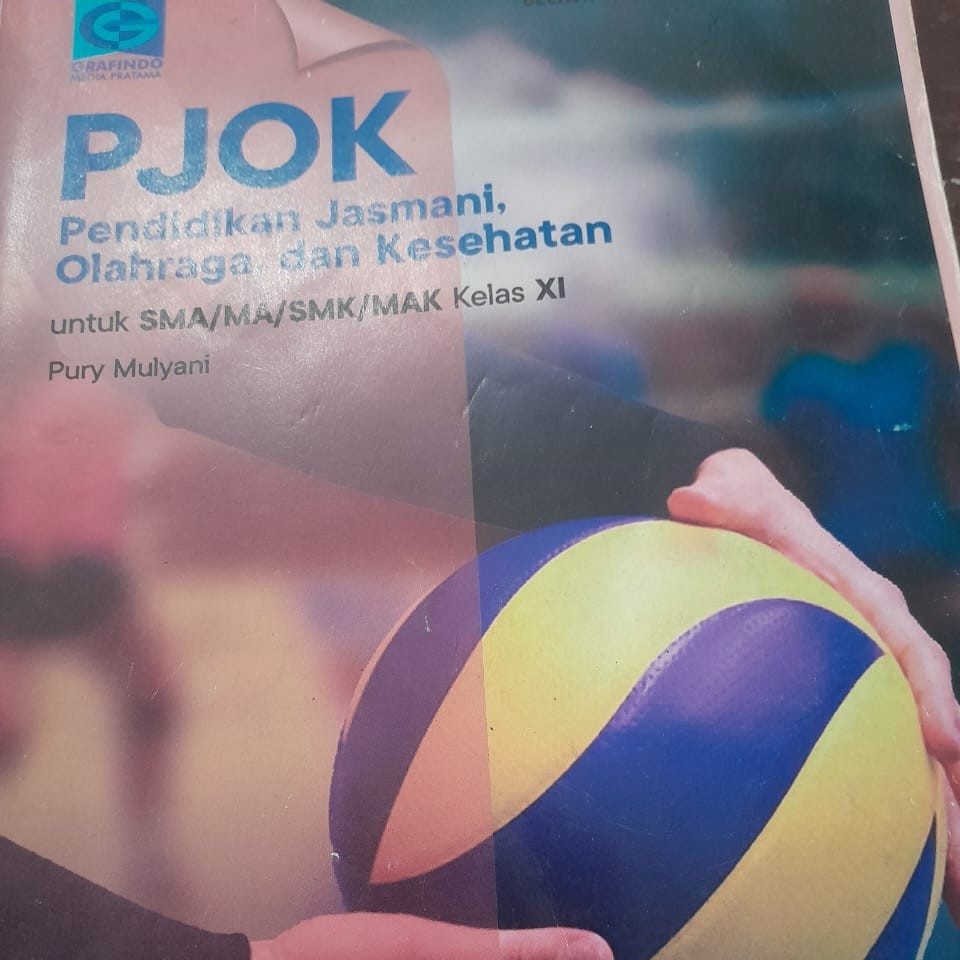 GRAFINDO
MEDIA PRATAMA
PJOK
Pendidikan Jasmani,
Olahraga, dan Kesehatan
untuk SMA/MA/SMK/MAK Kelas XI
Pury Mulyani